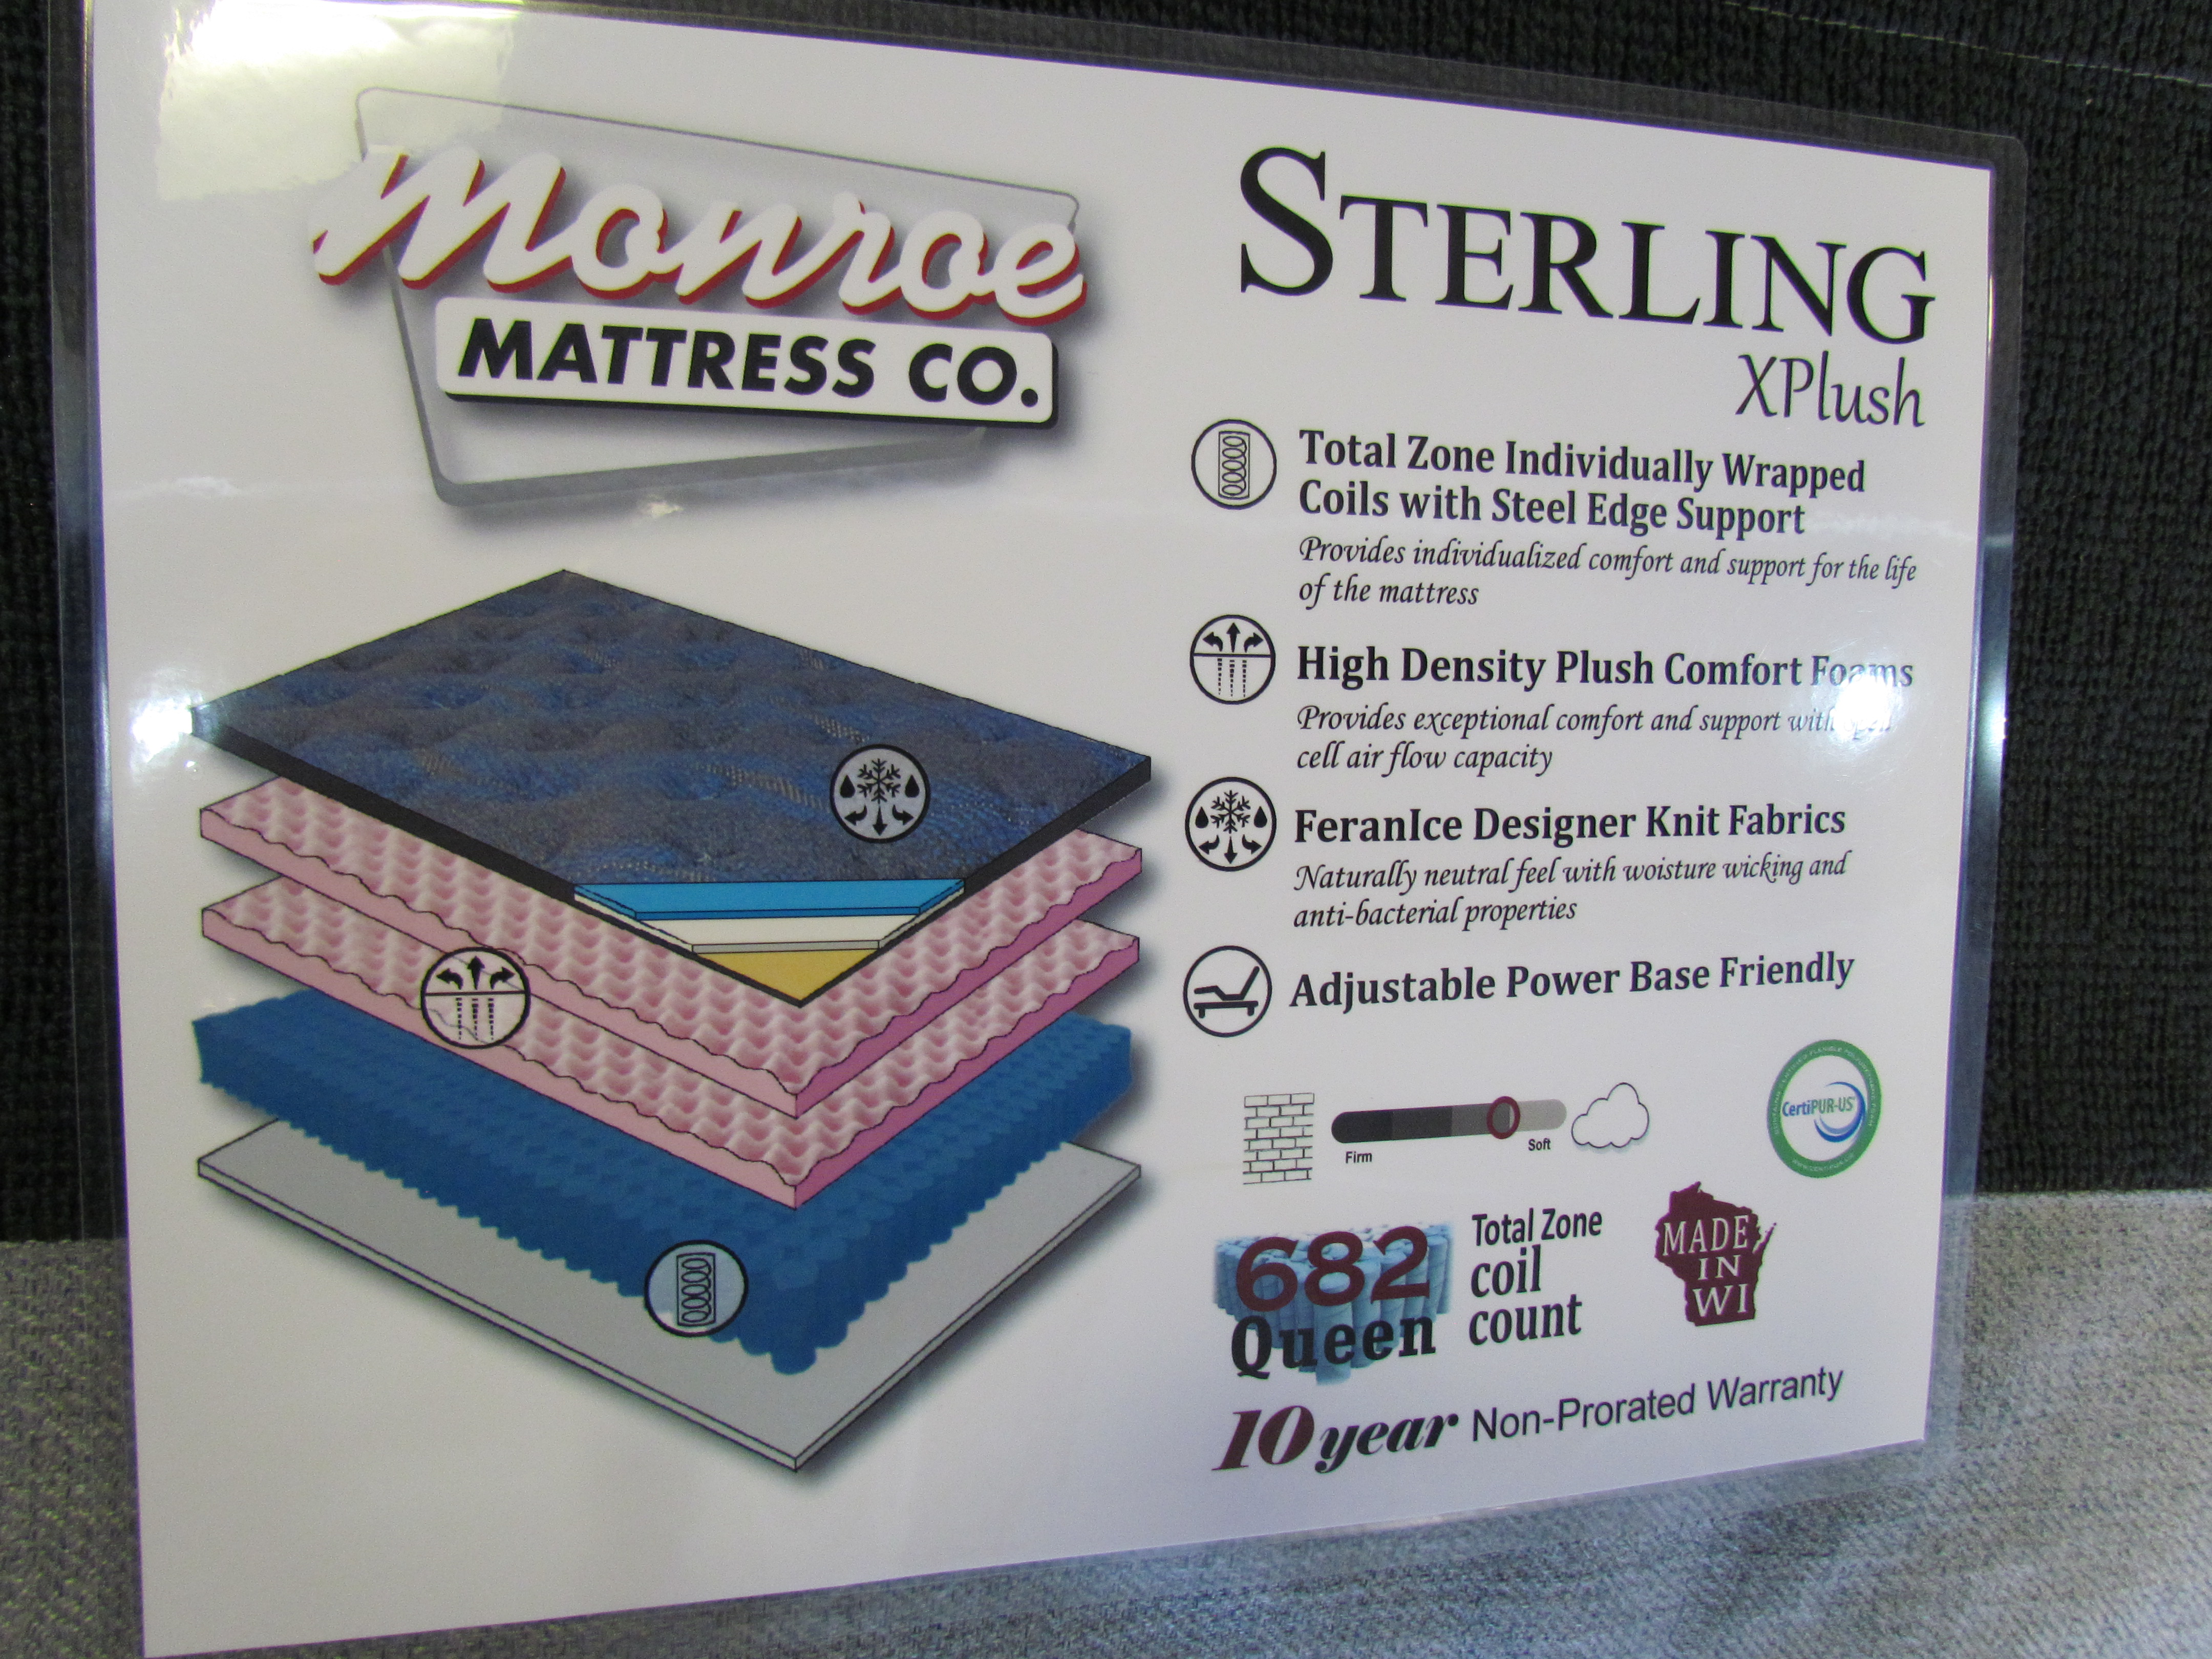 Monroe
MATTRESS CO.
STERLING
XPlush
Total Zone Individually Wrapped
Coils with Steel Edge Support
Provides individualized comfort and support for the life
of the mattress
High Density Plush Comfort Foams
Provides exceptional comfort and support with
cell air flow capacity
FeranIce Designer Knit Fabrics
Naturally neutral feel with woisture wicking and
anti-bacterial properties
Adjustable Power Base Friendly
Firm
Soft
CertiPUR-US
682
Queen
Total Zone
coil
count
MADE
IN
WI
10 year Non-Prorated Warranty